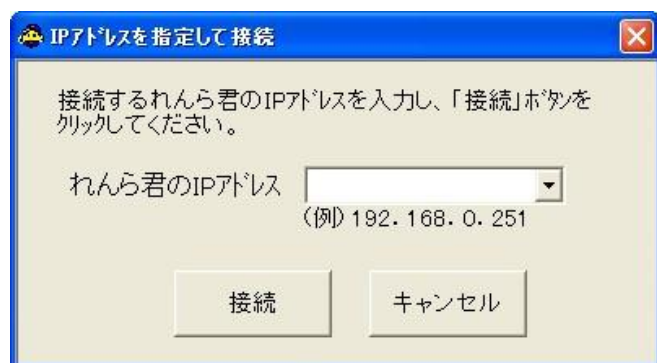 IPアドレスを指定して接続
接続するれんら君のIPアドレスを入力し、「接続」ボタンを
クリックしてください。
れんら君のIPアドレス
(例) 192. 168. 0. 251
接続
キャンセル